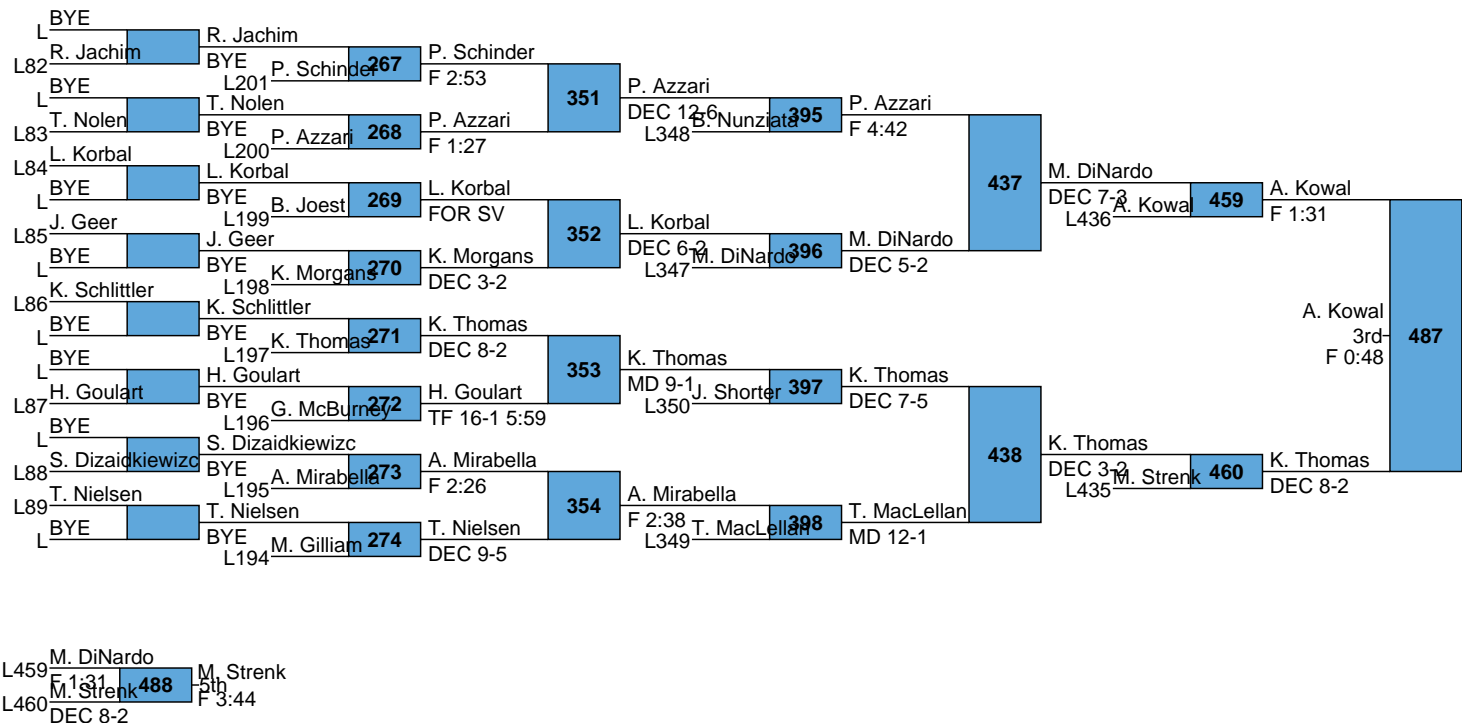 BYE
L
R. Jachim
L82
R. Jachim
BYE
L201
P. Schinder
267
P. Schinder
F 2:53
BYE
L
T. Nolen
L83
T. Nolen
BYE
L200
P. Azzari
268
P. Azzari
F 1:27
351
P. Azzari
DEC 12-6
L348
B. Nunziata
395
P. Azzari
F 4:42
L. Korbal
L84
BYE
L
L. Korbal
BYE
L199
B. Joest
269
L. Korbal
FOR SV
J. Geer
L85
BYE
L
J. Geer
BYE
L198
K. Morgans
270
K. Morgans
DEC 3-2
352
L. Korbal
DEC 6-2
L347
M. DiNardo
396
M. DiNardo
DEC 5-2
437
M. DiNardo
DEC 7-3
L436
A. Kowal
459
A. Kowal
F 1:31
K. Schlittler
L86
BYE
L
K. Schlittler
BYE
L197
K. Thomas
271
K. Thomas
DEC 8-2
BYE
L
H. Goulart
L87
H. Goulart
BYE
L196
G. McBurney
272
H. Goulart
TF 16-1 5:59
353
K. Thomas
MD 9-1
L350
J. Shorter
397
K. Thomas
DEC 7-5
BYE
L
S. Dizaidkiewizc
L88
S. Dizaidkiewizc
BYE
L195
A. Mirabella
273
A. Mirabella
F 2:26
T. Nielsen
L89
BYE
L
T. Nielsen
BYE
L194
M. Gilliam
274
T. Nielsen
DEC 9-5
354
A. Mirabella
F 2:38
L349
T. MacLellan
398
T. MacLellan
MD 12-1
438
K. Thomas
DEC 3-2
L435
M. Strenk
460
K. Thomas
DEC 8-2
A. Kowal
3rd
F 0:48
487
L459
M. DiNardo
F 1:31
L460
M. Strenk
DEC 8-2
488
M. Strenk
5th
F 3:44